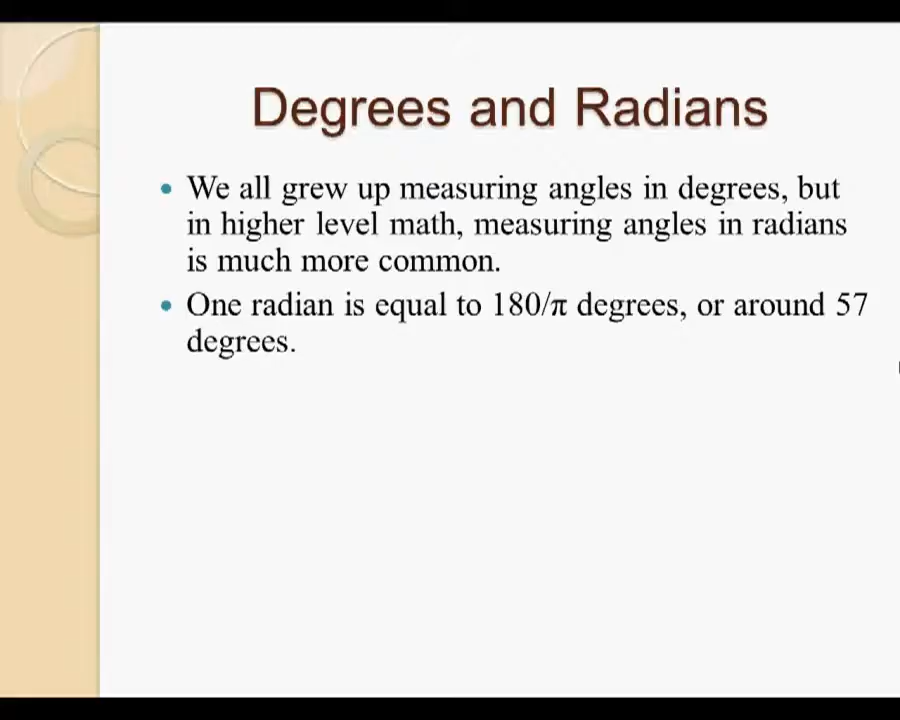 Degrees and Radians
• We all grew up measuring angles in degrees, but
in higher level math, measuring angles in radians
is much more common.
• One radian is equal to 180/π degrees, or around 57
degrees.